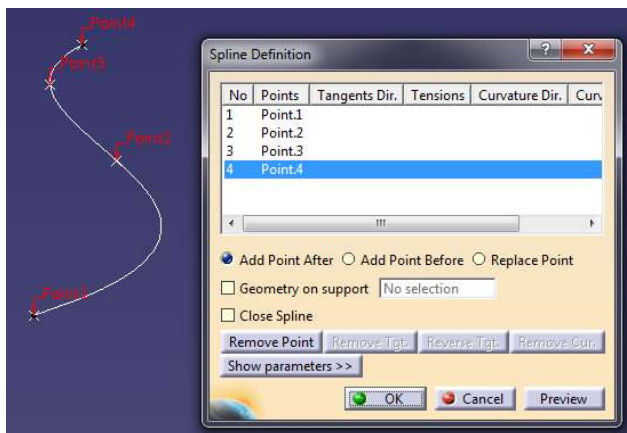 Point4
Point3
Point2
Point1
Spline Definition
?
X
No Points Tangents Dir. Tensions Curvature Dir. Curv
1 Point.1
2 Point.2
3 Point.3
4 Point.4
Add Point After Add Point Before Replace Point
Geometry on support No selection
Close Spline
Remove Point Remove Tgt. Reverse Tgt. Remove Cur.
Show parameters >>
OK Cancel Preview